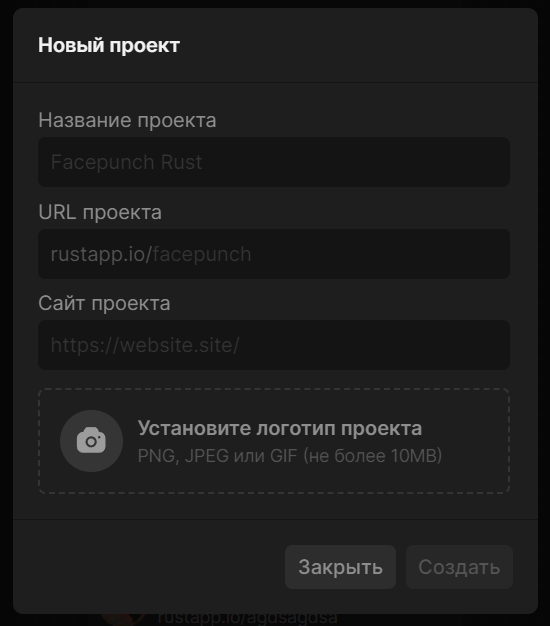 Новый проект
Название проекта
Facepunch Rust
URL проекта
rustapp.io/facepunch
Сайт проекта
https://website.site/
Установите логотип проекта
PNG, JPEG или GIF (не более 10MB)
Закрыть Создать
rustapp.io/agdsagdsa